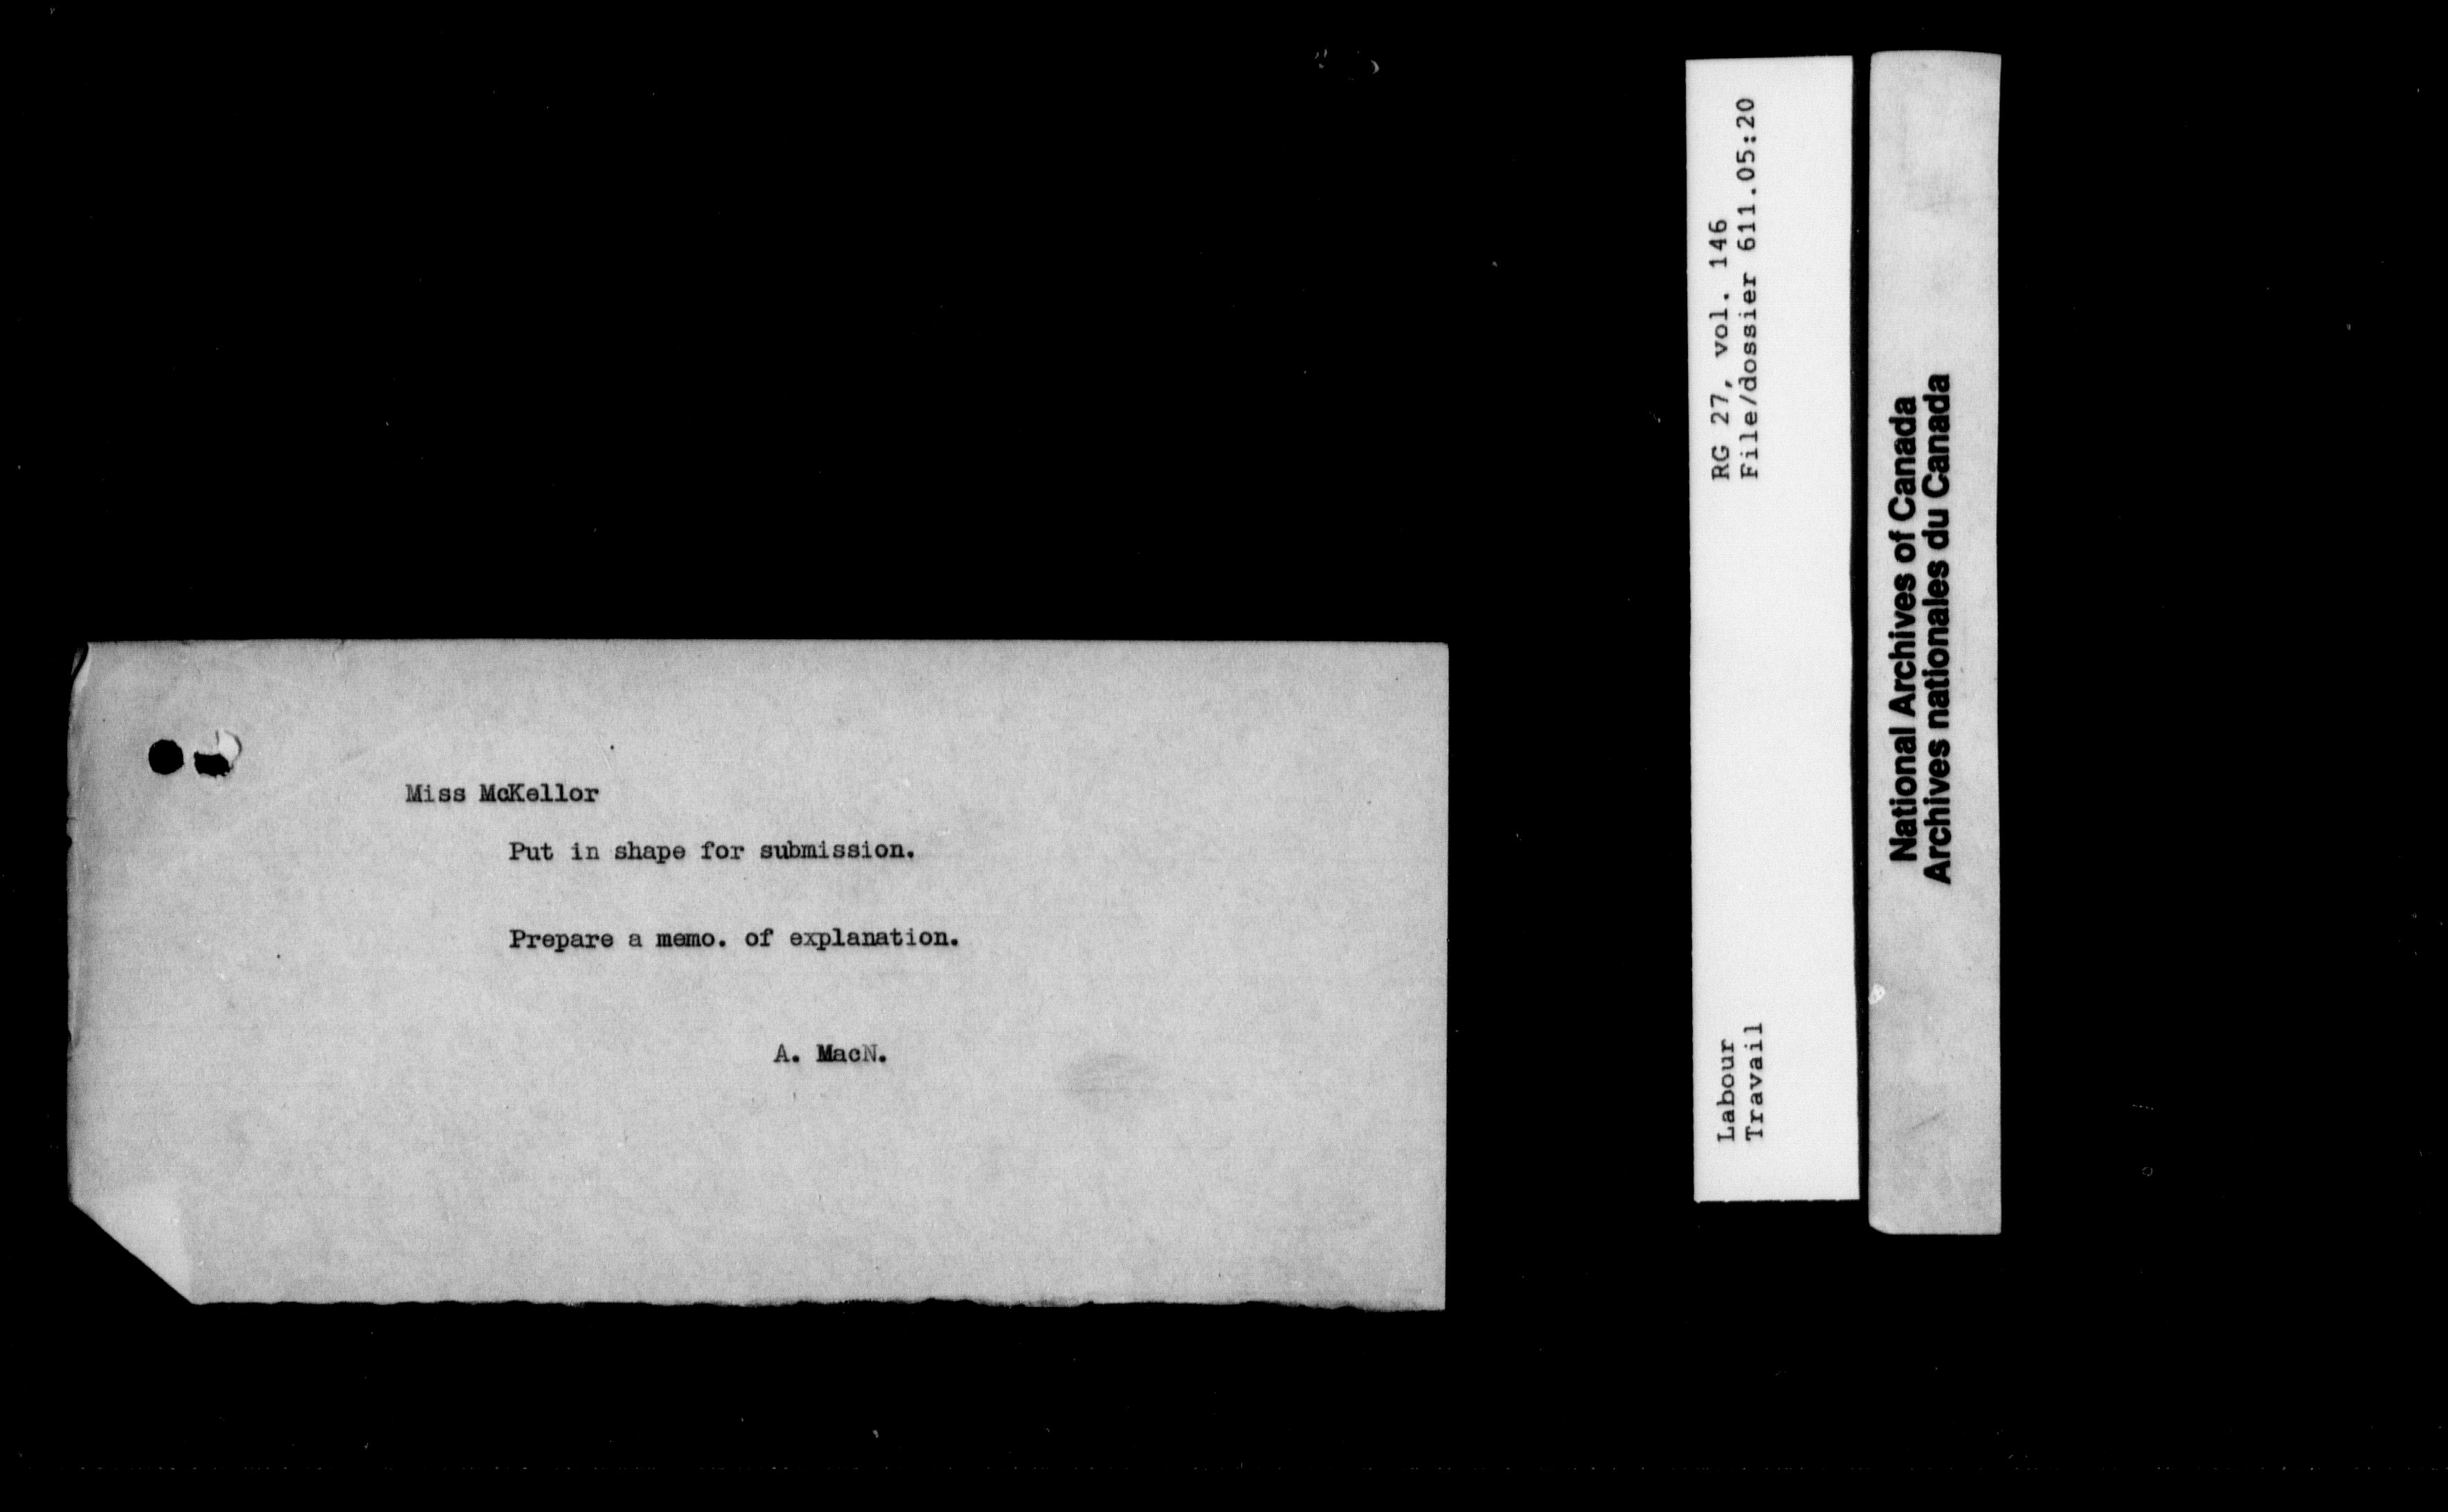 Miss McKellor
Put in shape for submission.
Prepare a memo. of explanation.
A. MacN.
Labour
Travail
RG 27, vol. 146
File/dossier 611.05:20
National Archives of Canada
Archives nationales du Canada